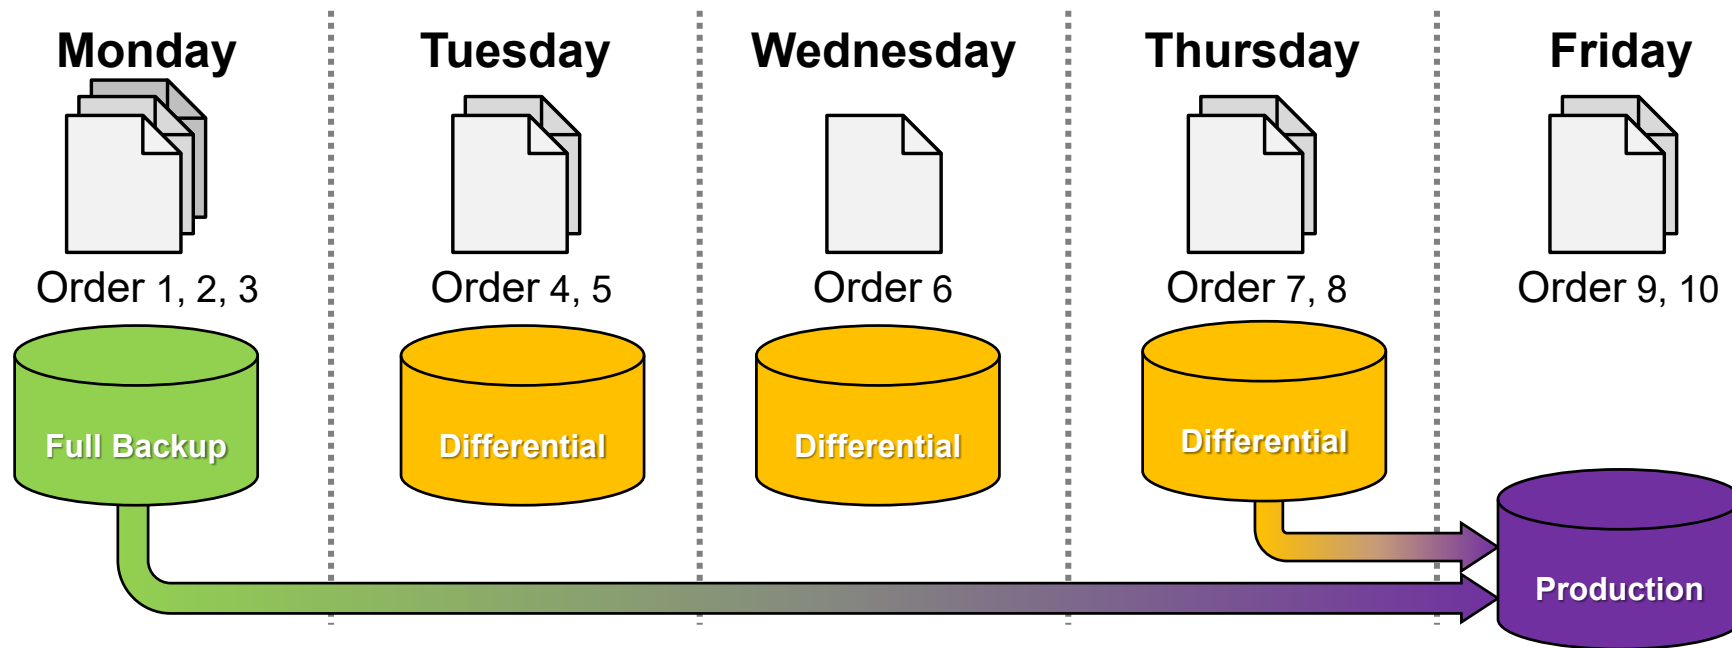 Monday
Tuesday
Wednesday
Thursday
Friday
Order 1, 2, 3
Order 4, 5
Order 6
Order 7, 8
Order 9, 10
Full Backup
Differential
Differential
Differential
Production